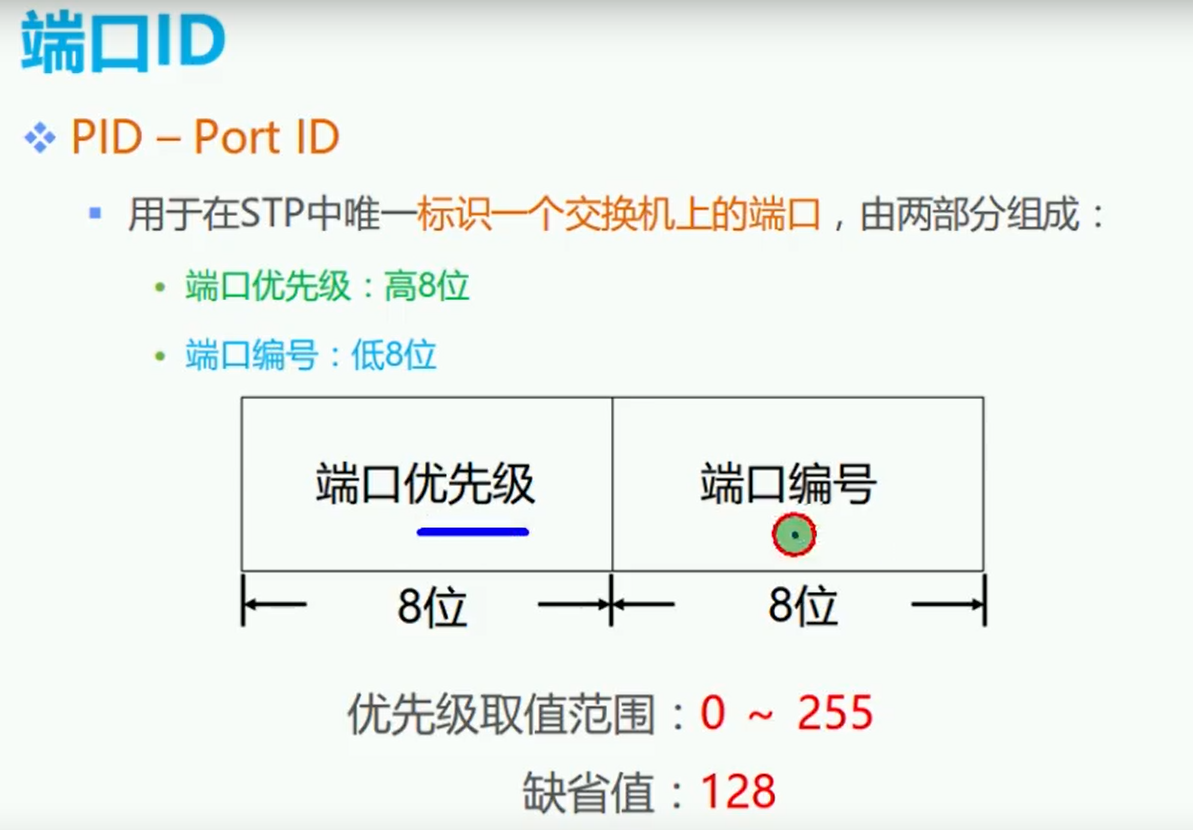 端口ID
PID – Port ID
用于在STP中唯一标识一个交换机上的端口，由两部分组成：
端口优先级：高8位
端口编号：低8位
端口优先级 端口编号
8位 8位
优先级取值范围：0 ~ 255
缺省值：128